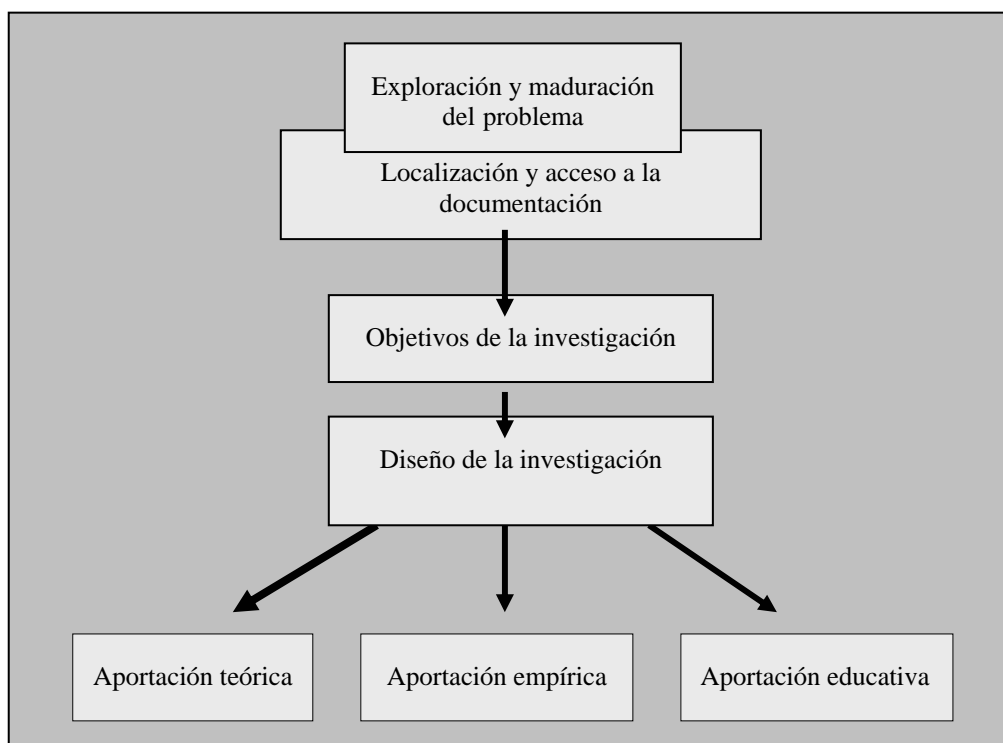 Exploración y maduración
del problema
Localización y acceso a la
documentación
Objetivos de la investigación
Diseño de la investigación
Aportación teórica
Aportación empírica
Aportación educativa